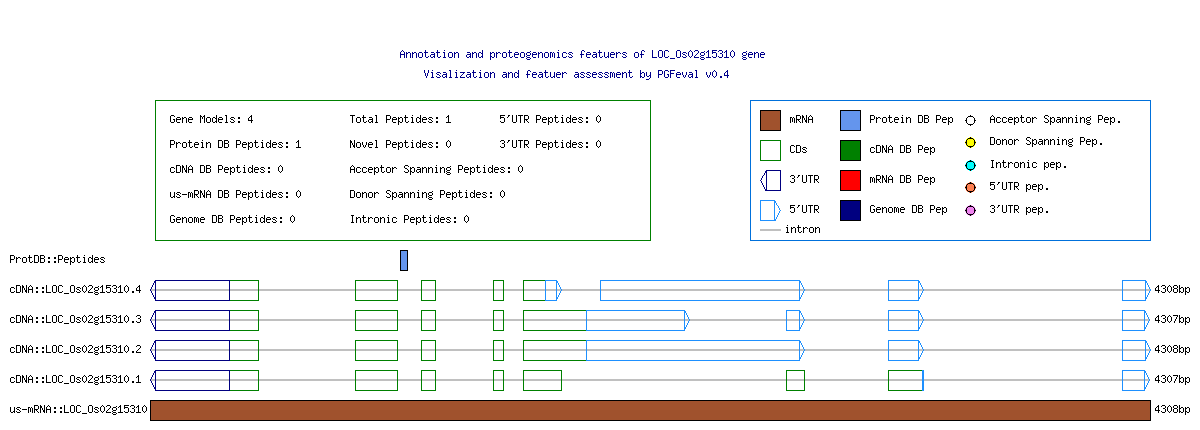 Annotation and proteogenomics featuers of LOC_Os02g15310 gene
Visalization and featuer assessment by PGFeval v0.4
Gene Models: 4 Total Peptides: 1 5'UTR Peptides: 0
Protein DB Peptides: 1 Novel Peptides: 0 3'UTR Peptides: 0
cDNA DB Peptides: 0 Acceptor Spanning Peptides: 0
us-mRNA DB Peptides: 0 Donor Spanning Peptides: 0
Genome DB Peptides: 0 Intronic Peptides: 0
mRNA Protein DB Pep Acceptor Spanning Pep.
CDs cDNA DB Pep Donor Spanning Pep.
3'UTR mRNA DB Pep Intronic pep.
5'UTR Genome DB Pep 5'UTR pep.
intron 3'UTR pep.
ProtDB::Peptides
cDNA::LOC_Os02g15310.4 4308bp
cDNA::LOC_Os02g15310.3 4307bp
cDNA::LOC_Os02g15310.2 4308bp
cDNA::LOC_Os02g15310.1 4307bp
us-mRNA::LOC_Os02g15310 4308bp